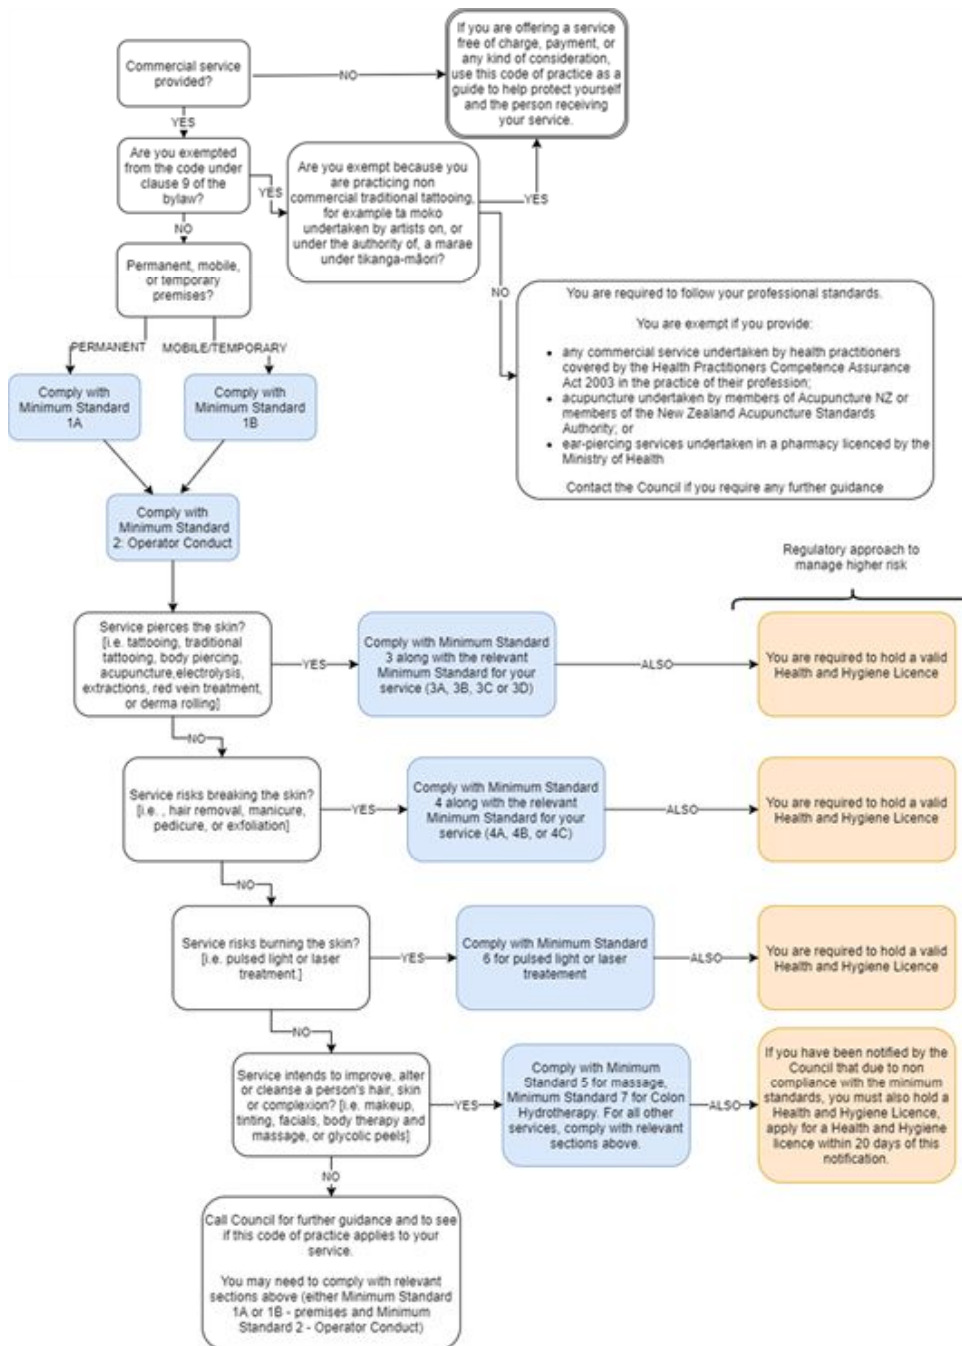 If you are offering a service
free of charge, payment, or
any kind of consideration,
use this code of practice as a
guide to help protect yourself
and the person receiving
your service.
Commercial service
provided?
NO
YES
Are you exempted
from the code under
clause 9 of the
bylaw?
YES
Are you exempt because you
are practicing non
commercial traditional tattooing,
for example ta moko
undertaken by artists on, or
under the authority of, a marae
under tikanga-māori?
YES
NO
NO
Permanent, mobile,
or temporary
premises?
You are required to follow your professional standards.
You are exempt if you provide:
• any commercial service undertaken by health practitioners
covered by the Health Practitioners Competence Assurance
Act 2003 in the practice of their profession;
• acupuncture undertaken by members of Acupuncture NZ or
members of the New Zealand Acupuncture Standards
Authority; or
• ear-piercing services undertaken in a pharmacy licenced by the
Ministry of Health
Contact the Council if you require any further guidance
PERMANENT
MOBILE/TEMPORARY
Comply with
Minimum Standard
1A
Comply with
Minimum Standard
1B
Comply with
Minimum Standard
2: Operator Conduct
Regulatory approach to
manage higher risk
Service pierces the skin?
[i.e. tattooing, traditional
tattooing, body piercing,
acupuncture,electrolysis,
extractions, red vein treatment,
or derma rolling]
YES
Comply with Minimum Standard
3 along with the relevant
Minimum Standard for your
service (3A, 3B, 3C or 3D)
ALSO
You are required to hold a valid
Health and Hygiene Licence
NO
Service risks breaking the skin?
[i.e. , hair removal, manicure,
pedicure, or exfoliation]
YES
Comply with Minimum Standard
4 along with the relevant
Minimum Standard for your
service (4A, 4B, or 4C)
ALSO
You are required to hold a valid
Health and Hygiene Licence
NO
Service risks burning the skin?
[i.e. pulsed light or laser
treatment.]
YES
Comply with Minimum Standard
6 for pulsed light or laser
treatement
ALSO
You are required to hold a valid
Health and Hygiene Licence
NO
Service intends to improve, alter
or cleanse a person's hair, skin
or complexion? [i.e. makeup,
tinting, facials, body therapy and
massage, or glycolic peels]
YES
Comply with Minimum
Standard 5 for massage,
Minimum Standard 7 for Colon
Hydrotherapy. For all other
services, comply with relevant
sections above.
ALSO
If you have been notified by the
Council that due to non
compliance with the minimum
standards, you must also hold a
Health and Hygiene Licence,
apply for a Health and Hygiene
licence within 20 days of this
notification.
NO
Call Council for further guidance and to see
if this code of practice applies to your
service.
You may need to comply with relevant
sections above (either Minimum Standard
1A or 1B - premises and Minimum
Standard 2 - Operator Conduct)